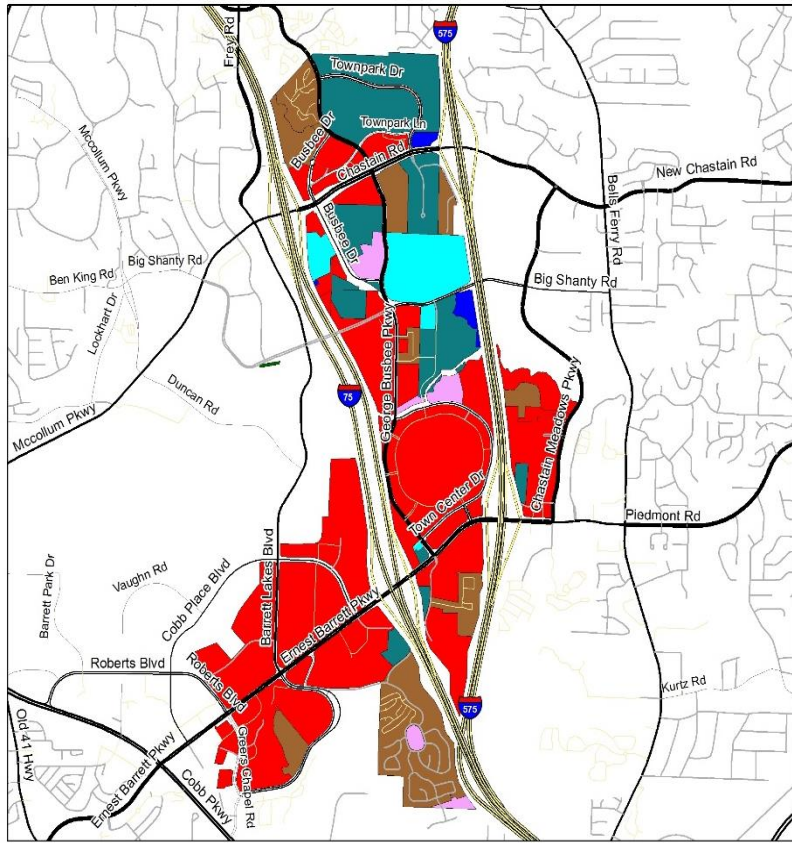 575
Frey Rd
Townpark Dr
Mccollum Pkwy
Busbee Dr
Townpark Ln
Chastain Rd
New Chastain Rd
Bells Ferry Rd
Busbee Dr
Ben King Rd
Big Shanty Rd
Big Shanty Rd
Lockhart Dr
George Busbee Pkwy
Duncan Rd
75
Mccollum Pkwy
Chastain Meadows Pkwy
Town Center Dr
Piedmont Rd
Barrett Park Dr
Vaughn Rd
Cobb Place Blvd
Barrett Lakes Blvd
Ernest Barrett Pkwy
Roberts Blvd
Roberts Blvd
Kurtz Rd
575
Old 41 Hwy
Ernest Barrett Pkwy
Cobb Pkwy
Greers Chapel Rd